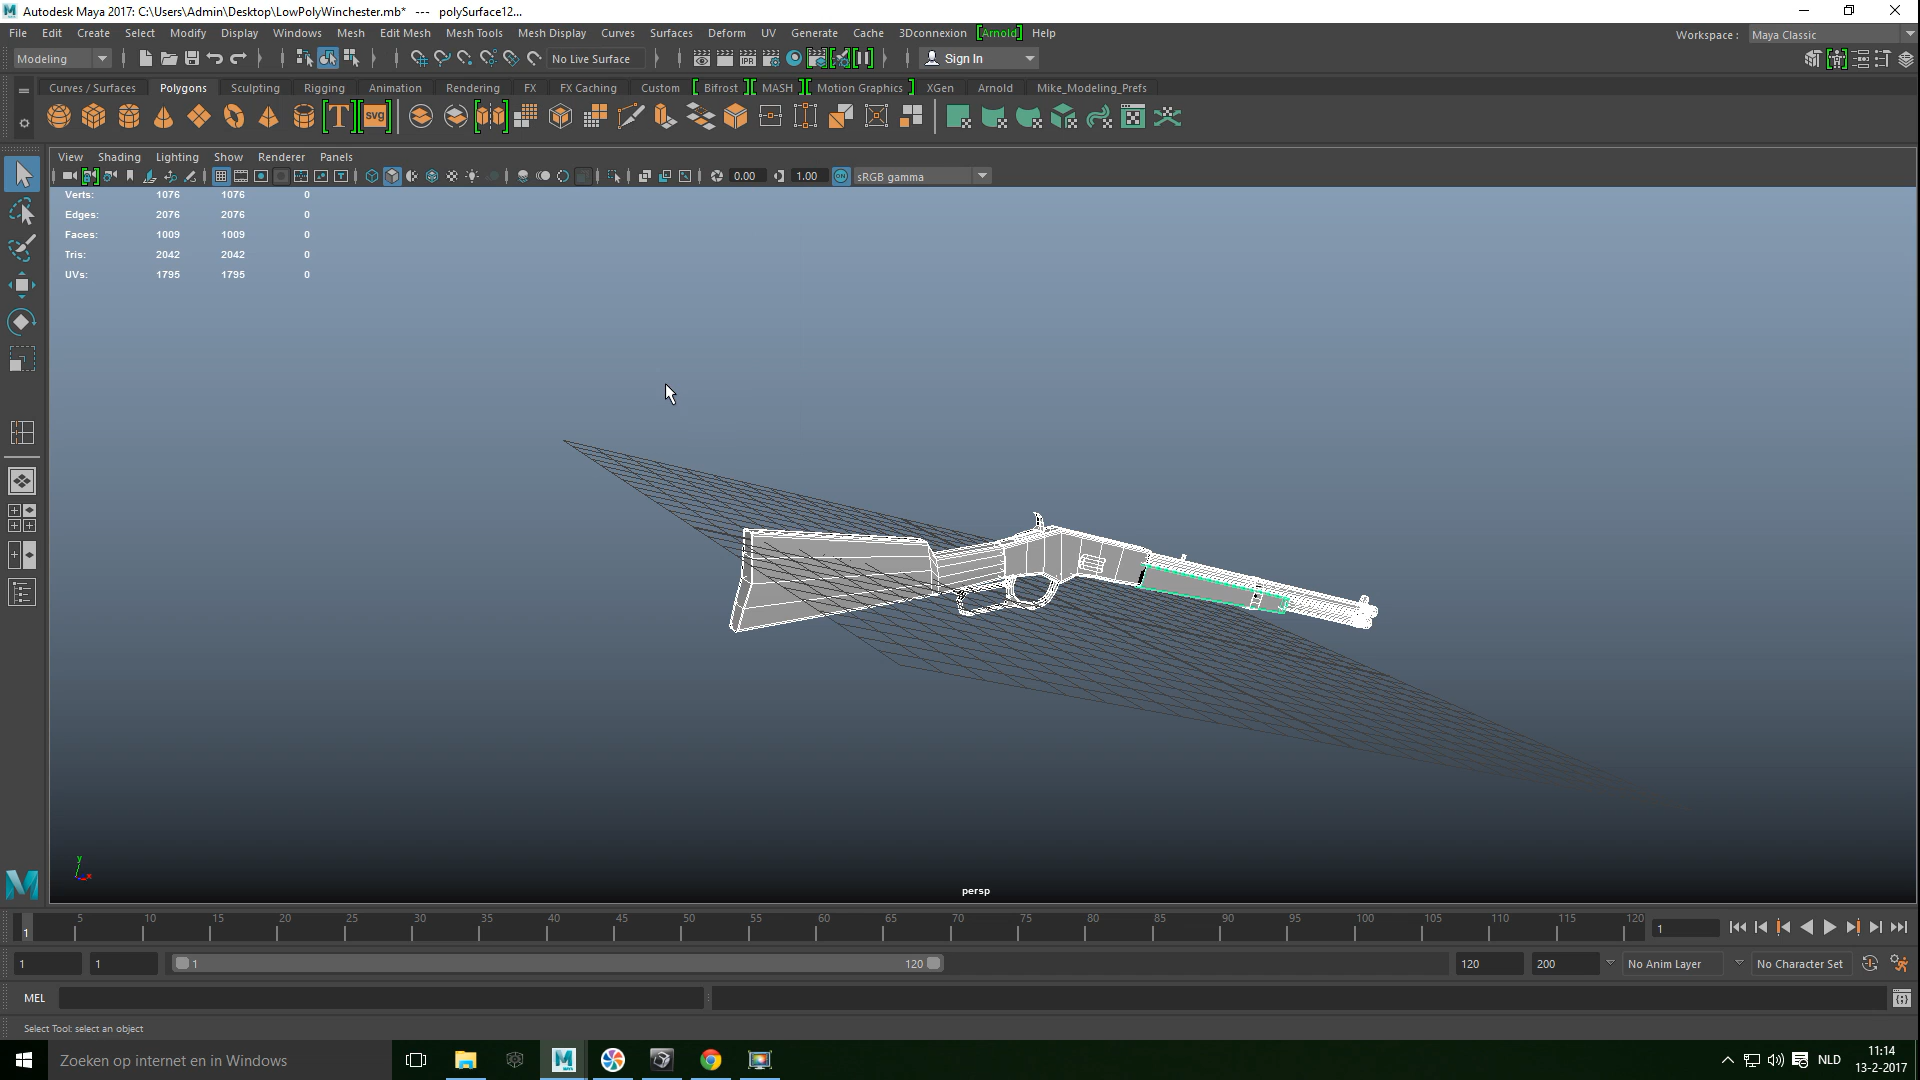 Autodesk Maya 2017: C:\Users\Admin\Desktop\LowPolyWinchester.mb* --- polySurface12...
File Edit Create Select Modify Display Windows Mesh Edit Mesh Mesh Tools Mesh Display Curves Surfaces Deform UV Generate Cache 3Dconnexion [Arnold] Help Workspace : Maya Classic
Modeling No Live Surface IPR Sign In
Curves / Surfaces Polygons Sculpting Rigging Animation Rendering FX FX Caching Custom [ Bifrost ] [ MASH ] [ Motion Graphics ] XGen Arnold Mike_Modeling_Prefs
T SVG
View Shading Lighting Show Renderer Panels
0.00 1.00 ON sRGB gamma
Verts: 1076 1076 0
Edges: 2076 2076 0
Faces: 1009 1009 0
Tris: 2042 2042 0
UVs: 1795 1795 0
y
x
persp
5 10 15 20 25 30 35 40 45 50 55 60 65 70 75 80 85 90 95 100 105 110 115 120
1 1
1 1 1 120 120 200 No Anim Layer No Character Set
MEL
Select Tool: select an object
Zoeken op internet en in Windows NLD 11:14
13-2-2017